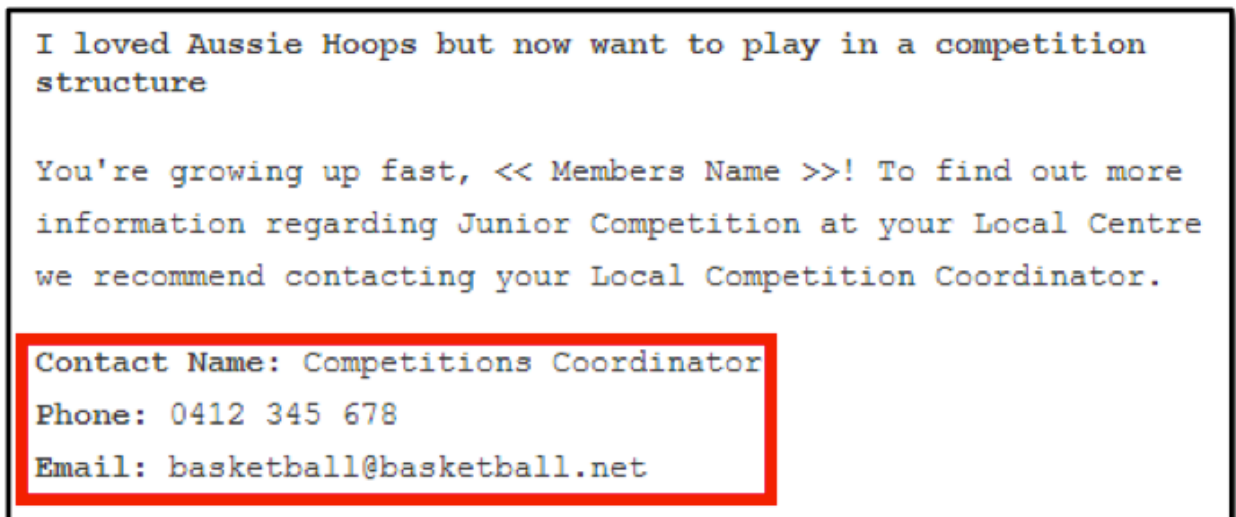 I loved Aussie Hoops but now want to play in a competition
structure
You're growing up fast, << Members Name >>! To find out more
information regarding Junior Competition at your Local Centre
we recommend contacting your Local Competition Coordinator.
Contact Name: Competitions Coordinator
Phone: 0412 345 678
Email: basketball@basketball.net